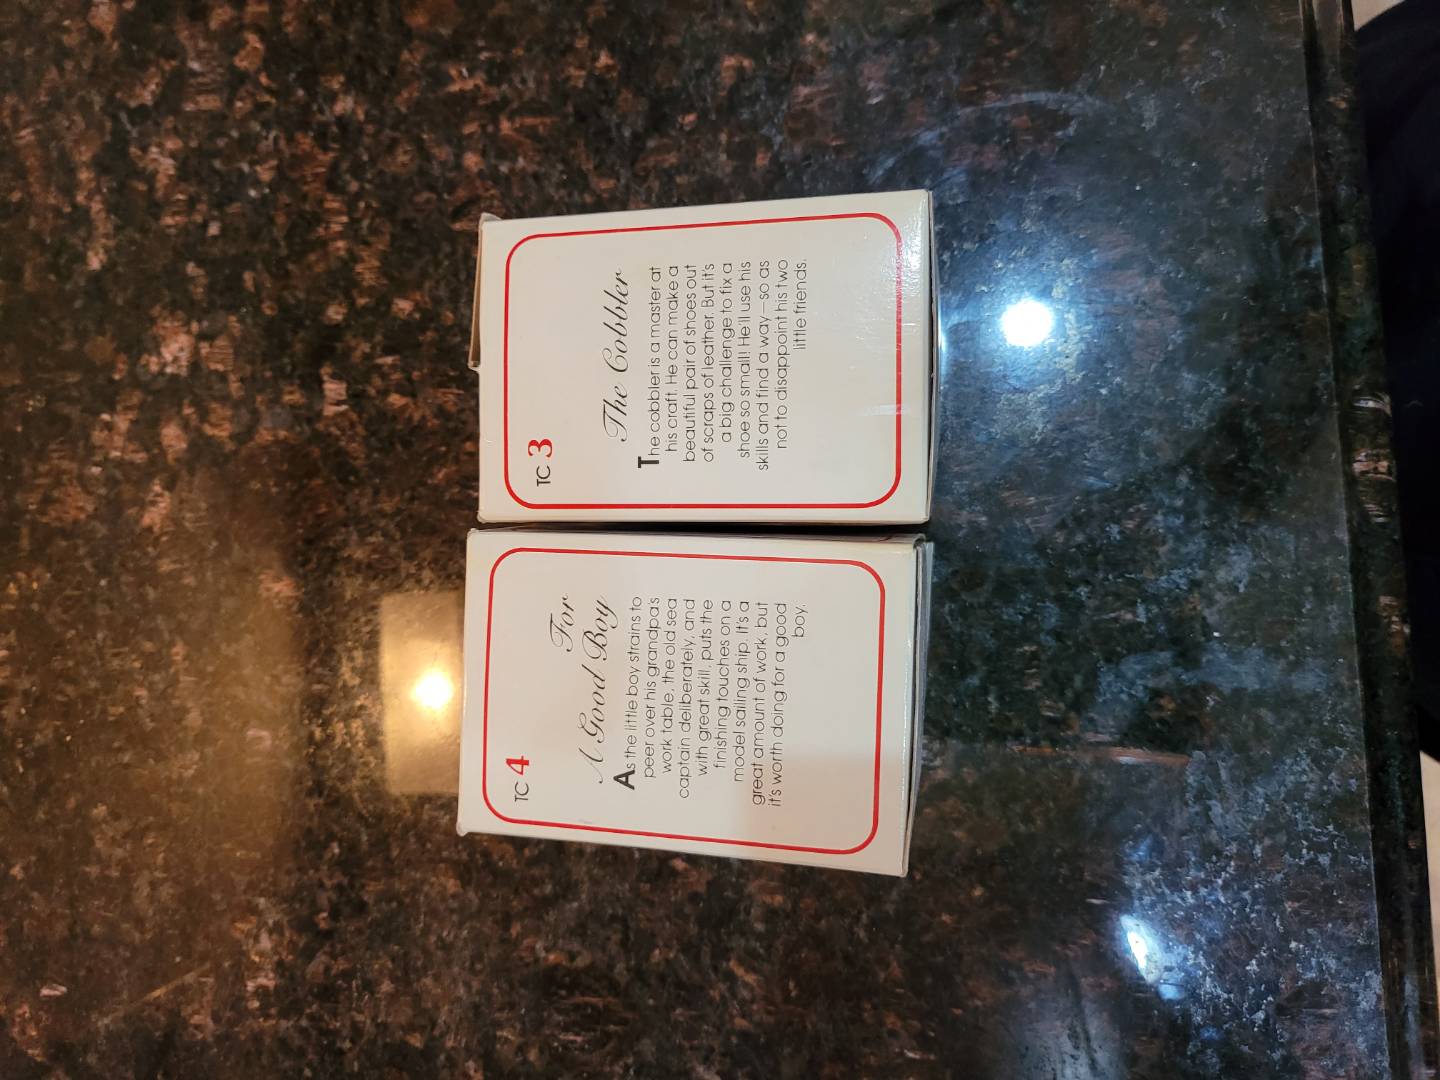 TC 4
For
A Good Boy
As the little boy strains to
peer over his grandpa's
work table, the old sea
captain deliberately, and
with great skill, puts the
finishing touches on a
model sailing ship. It's a
great amount of work, but
it's worth doing for a good
boy.
TC 3
The Cobbler
The cobbler is a master at
his craft. He can make a
beautiful pair of shoes out
of scraps of leather. But it's
a big challenge to fix a
shoe so small! He'll use his
skills and find a way—so as
not to disappoint his two
little friends.